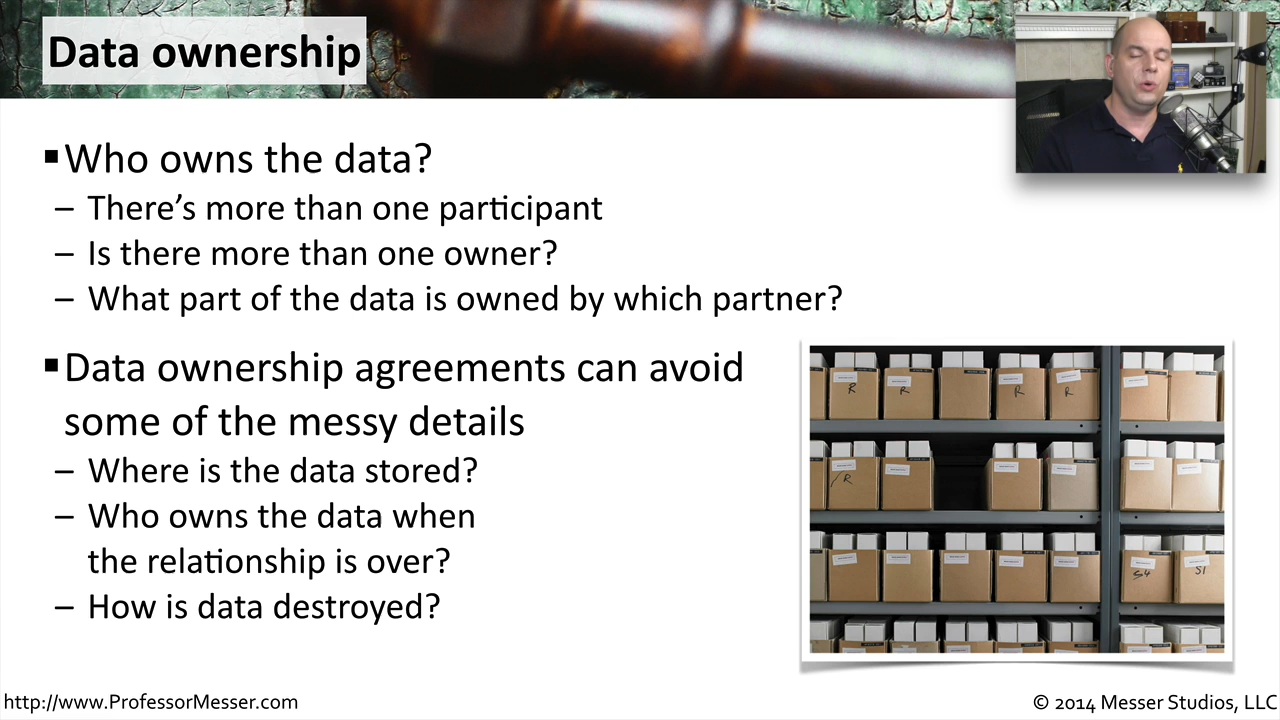 Data ownership
▪Who owns the data?
– There’s more than one participant
– Is there more than one owner?
– What part of the data is owned by which partner?
▪Data ownership agreements can avoid
some of the messy details
– Where is the data stored?
– Who owns the data when
the relationship is over?
– How is data destroyed?
R
R
R
R
R
S4
S1
http://www.ProfessorMesser.com
© 2014 Messer Studios, LLC